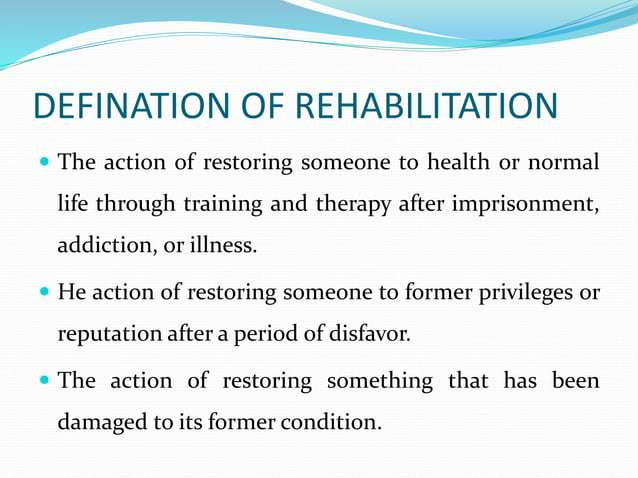 DEFINATION OF REHABILITATION
The action of restoring someone to health or normal
life through training and therapy after imprisonment,
addiction, or illness.
He action of restoring someone to former privileges or
reputation after a period of disfavor.
The action of restoring something that has been
damaged to its former condition.